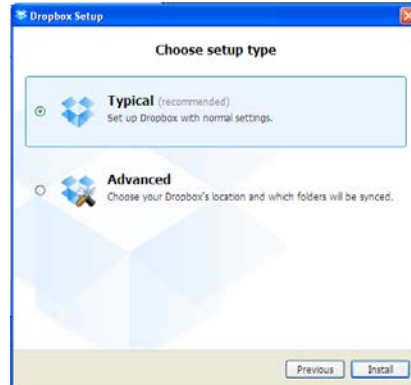 Dropbox Setup
Choose setup type
Typical (recommended)
Set up Dropbox with normal settings.
Advanced
Choose your Dropbox's location and which folders will be synced.
Previous
Install